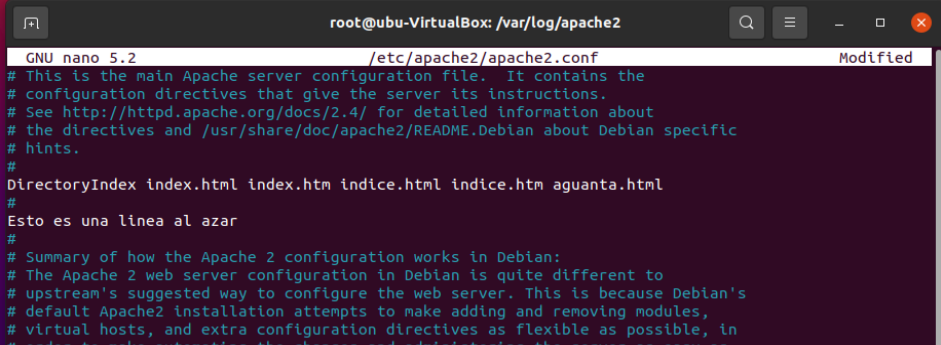 root@ubu-VirtualBox: /var/log/apache2
GNU nano 5.2 /etc/apache2/apache2.conf Modified
# This is the main Apache server configuration file.  It contains the
# configuration directives that give the server its instructions.
# See http://httpd.apache.org/docs/2.4/ for detailed information about
# the directives and /usr/share/doc/apache2/README.Debian about Debian specific
# hints.
#
DirectoryIndex index.html index.htm indice.html indice.htm aguanta.html
#
Esto es una linea al azar
#
# Summary of how the Apache 2 configuration works in Debian:
# The Apache 2 web server configuration in Debian is quite different to
# upstream's suggested way to configure the web server. This is because Debian's
# default Apache2 installation attempts to make adding and removing modules,
# virtual hosts, and extra configuration directives as flexible as possible, in